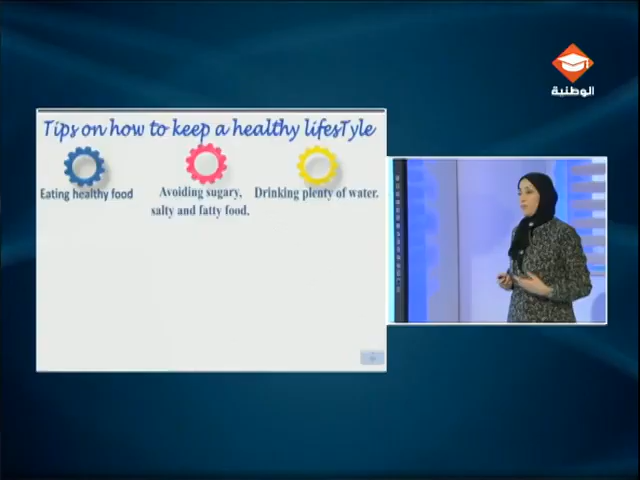 الوطنية
Tips on how to keep a healthy lifesTyle
Eating healthy food
Avoiding sugary,
salty and fatty food.
Drinking plenty of water.